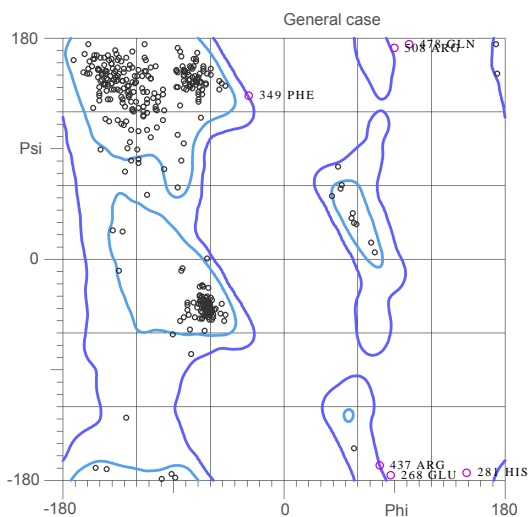 General case
180
478 GLN
508 ARG
349 PHE
Psi
0
437 ARG
268 GLU
281 HIS
-180
-180
0
Phi
180